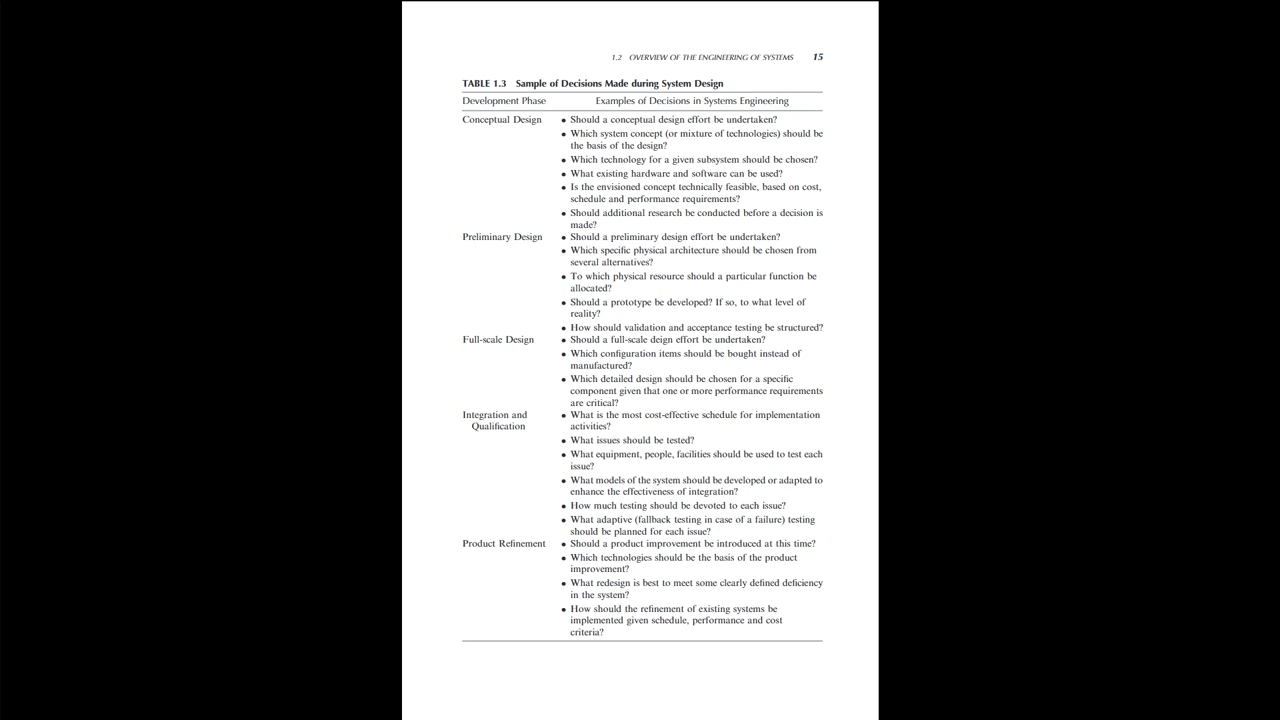 1.2 OVERVIEW OF THE ENGINEERING OF SYSTEMS 15
TABLE 1.3 Sample of Decisions Made during System Design
Development Phase Examples of Decisions in Systems Engineering
Conceptual Design • Should a conceptual design effort be undertaken?
• Which system concept (or mixture of technologies) should be
the basis of the design?
• Which technology for a given subsystem should be chosen?
• What existing hardware and software can be used?
• Is the envisioned concept technically feasible, based on cost,
schedule and performance requirements?
• Should additional research be conducted before a decision is
made?
Preliminary Design • Should a preliminary design effort be undertaken?
• Which specific physical architecture should be chosen from
several alternatives?
• To which physical resource should a particular function be
allocated?
• Should a prototype be developed? If so, to what level of
reality?
• How should validation and acceptance testing be structured?
Full-scale Design • Should a full-scale deign effort be undertaken?
• Which configuration items should be bought instead of
manufactured?
• Which detailed design should be chosen for a specific
component given that one or more performance requirements
are critical?
Integration and • What is the most cost-effective schedule for implementation
Qualification activities?
• What issues should be tested?
• What equipment, people, facilities should be used to test each
issue?
• What models of the system should be developed or adapted to
enhance the effectiveness of integration?
• How much testing should be devoted to each issue?
• What adaptive (fallback testing in case of a failure) testing
should be planned for each issue?
Product Refinement • Should a product improvement be introduced at this time?
• Which technologies should be the basis of the product
improvement?
• What redesign is best to meet some clearly defined deficiency
in the system?
• How should the refinement of existing systems be
implemented given schedule, performance and cost
criteria?